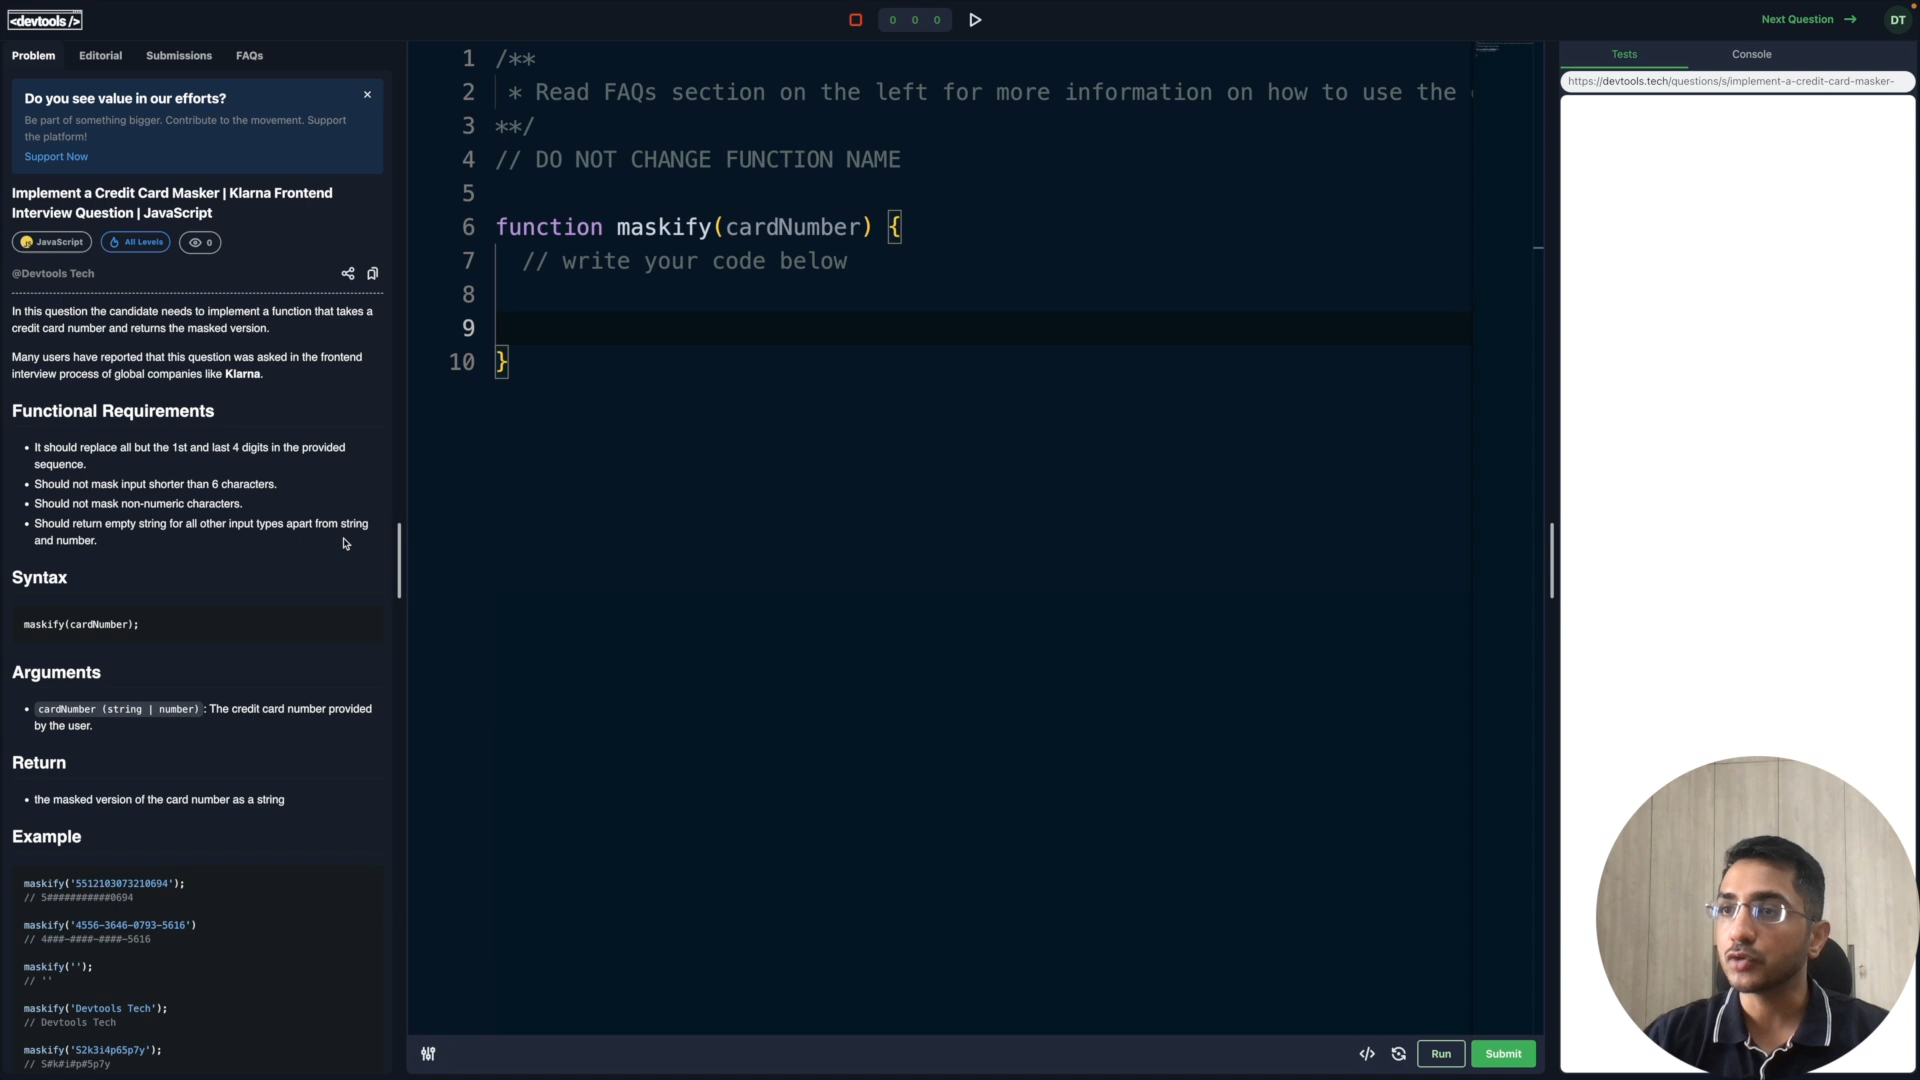 <devtools />
0 0 0
Next Question
DT
Problem
Editorial
Submissions
FAQs
Do you see value in our efforts?
Be part of something bigger. Contribute to the movement. Support
the platform!
Support Now
Implement a Credit Card Masker | Klarna Frontend
Interview Question | JavaScript
JavaScript
All Levels
0
@Devtools Tech
In this question the candidate needs to implement a function that takes a
credit card number and returns the masked version.
Many users have reported that this question was asked in the frontend
interview process of global companies like Klarna.
Functional Requirements
• It should replace all but the 1st and last 4 digits in the provided
sequence.
• Should not mask input shorter than 6 characters.
• Should not mask non-numeric characters.
• Should return empty string for all other input types apart from string
and number.
Syntax
maskify(cardNumber);
Arguments
• cardNumber (string | number) : The credit card number provided
by the user.
Return
• the masked version of the card number as a string
Example
maskify('5512103073210694');
// 5###########0694
maskify('4556-3646-0793-5616')
// 4###-####-####-5616
maskify('');
// ''
maskify('Devtools Tech');
// Devtools Tech
maskify('S2k3i4p65p7y');
// S#k#i#p#5p7y
1 /**
2 * Read FAQs section on the left for more information on how to use the
3 **/
4 // DO NOT CHANGE FUNCTION NAME
5
6 function maskify(cardNumber) {
7 // write your code below
8
9
10 }
Run
Submit
Tests
Console
https://devtools.tech/questions/s/implement-a-credit-card-masker-